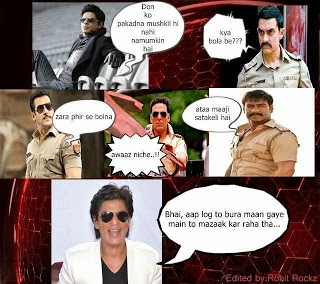 Don
ko
pakadna mushkil hi
nahi
namumkin
hai
kya
bola be???
zara phir se bolna
awaaz niche..!!
ataa maaji
satakeli hai
Bhai, aap log to bura maan gaye
main to mazaak kar raha tha...
Edited by:Rohit Rockz